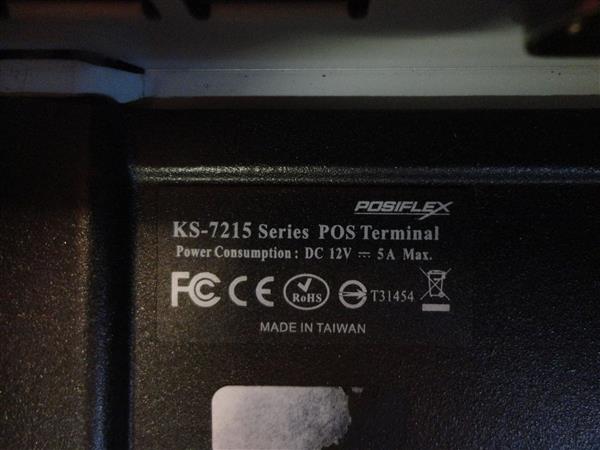 POSIFLEX
KS-7215 Series POS Terminal
Power Consumption : DC 12V ⎓ 5A Max.
FC CE RoHS T31454
MADE IN TAIWAN